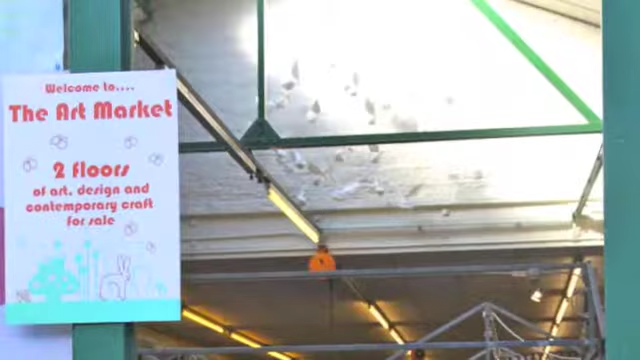 Welcome to....
The Art Market
2 floors
of art, design and
contemporary craft
for sale